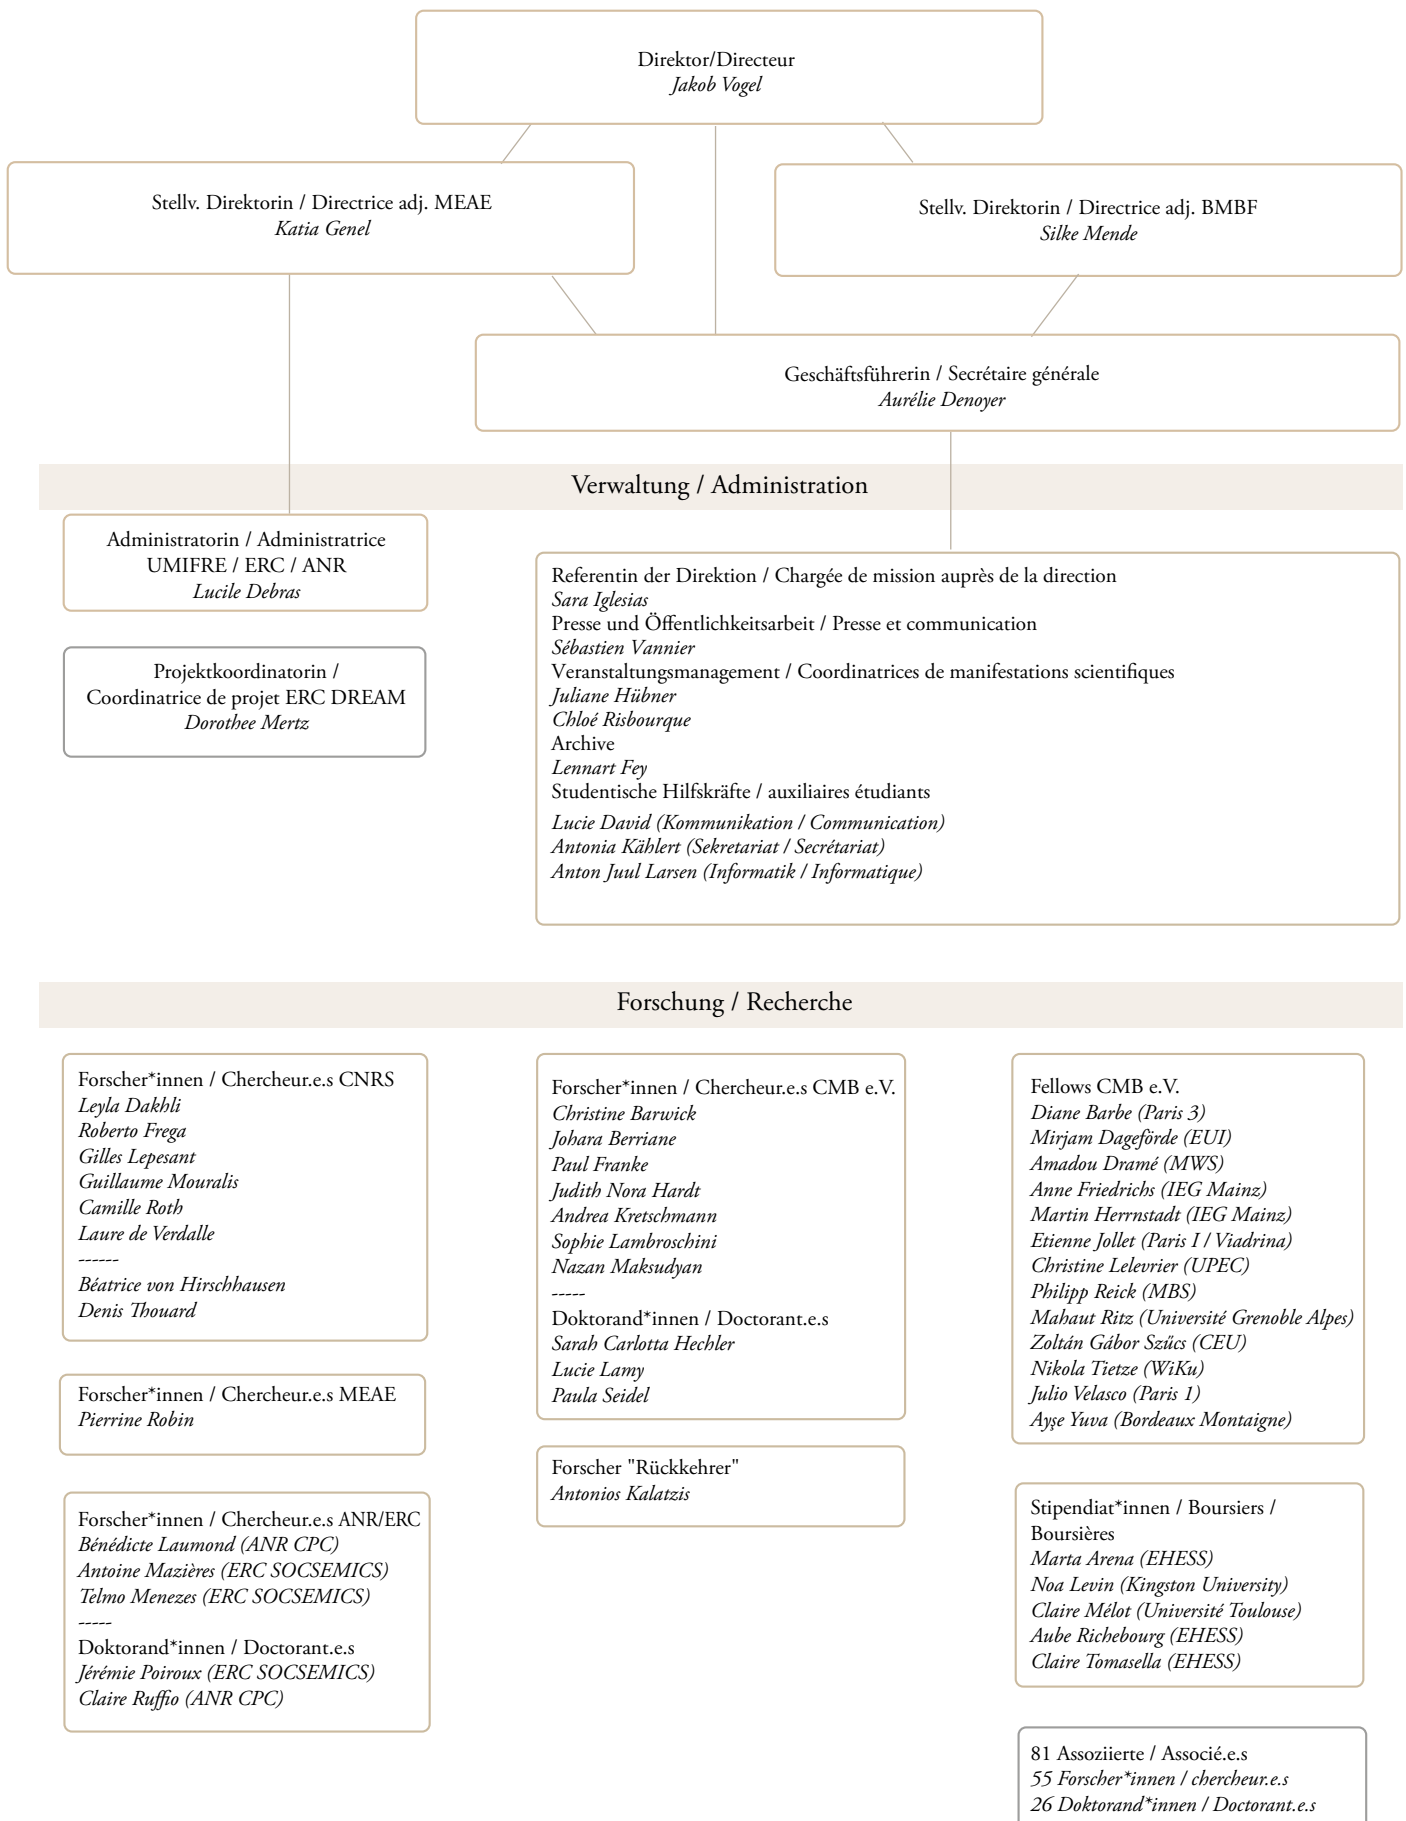 Direktor/Directeur
Jakob Vogel
Stellv. Direktorin / Directrice adj. MEAE
Katia Genel
Stellv. Direktorin / Directrice adj. BMBF
Silke Mende
Geschäftsführerin / Secrétaire générale
Aurélie Denoyer
Verwaltung / Administration
Administratorin / Administratrice
UMIFRE / ERC / ANR
Lucile Debras
Projektkoordinatorin /
Coordinatrice de projet ERC DREAM
Dorothee Mertz
Referentin der Direktion / Chargée de mission auprès de la direction
Sara Iglesias
Presse und Öffentlichkeitsarbeit / Presse et communication
Sébastien Vannier
Veranstaltungsmanagement / Coordinatrices de manifestations scientifiques
Juliane Hübner
Chloé Risbourque
Archive
Lennart Fey
Studentische Hilfskräfte / auxiliaires étudiants
Lucie David (Kommunikation / Communication)
Antonia Kählert (Sekretariat / Secrétariat)
Anton Juul Larsen (Informatik / Informatique)
Forschung / Recherche
Forscher*innen / Chercheur.e.s CNRS
Leyla Dakhli
Roberto Frega
Gilles Lepesant
Guillaume Mouralis
Camille Roth
Laure de Verdalle
------
Béatrice von Hirschhausen
Denis Thouard
Forscher*innen / Chercheur.e.s MEAE
Pierrine Robin
Forscher*innen / Chercheur.e.s ANR/ERC
Bénédicte Laumond (ANR CPC)
Antoine Mazières (ERC SOCSEMICS)
Telmo Menezes (ERC SOCSEMICS)
-----
Doktorand*innen / Doctorant.e.s
Jérémie Poiroux (ERC SOCSEMICS)
Claire Ruffio (ANR CPC)
Forscher*innen / Chercheur.e.s CMB e.V.
Christine Barwick
Johara Berriane
Paul Franke
Judith Nora Hardt
Andrea Kretschmann
Sophie Lambroschini
Nazan Maksudyan
-----
Doktorand*innen / Doctorant.e.s
Sarah Carlotta Hechler
Lucie Lamy
Paula Seidel
Forscher "Rückkehrer"
Antonios Kalatzis
Fellows CMB e.V.
Diane Barbe (Paris 3)
Mirjam Dageförde (EUI)
Amadou Dramé (MWS)
Anne Friedrichs (IEG Mainz)
Martin Herrnstadt (IEG Mainz)
Etienne Jollet (Paris I / Viadrina)
Christine Lelevrier (UPEC)
Philipp Reick (MBS)
Mahaut Ritz (Université Grenoble Alpes)
Zoltán Gábor Szűcs (CEU)
Nikola Tietze (WiKu)
Julio Velasco (Paris 1)
Ayşe Yuva (Bordeaux Montaigne)
Stipendiat*innen / Boursiers /
Boursières
Marta Arena (EHESS)
Noa Levin (Kingston University)
Claire Mélot (Université Toulouse)
Aube Richebourg (EHESS)
Claire Tomasella (EHESS)
81 Assoziierte / Associé.e.s
55 Forscher*innen / chercheur.e.s
26 Doktorand*innen / Doctorant.e.s